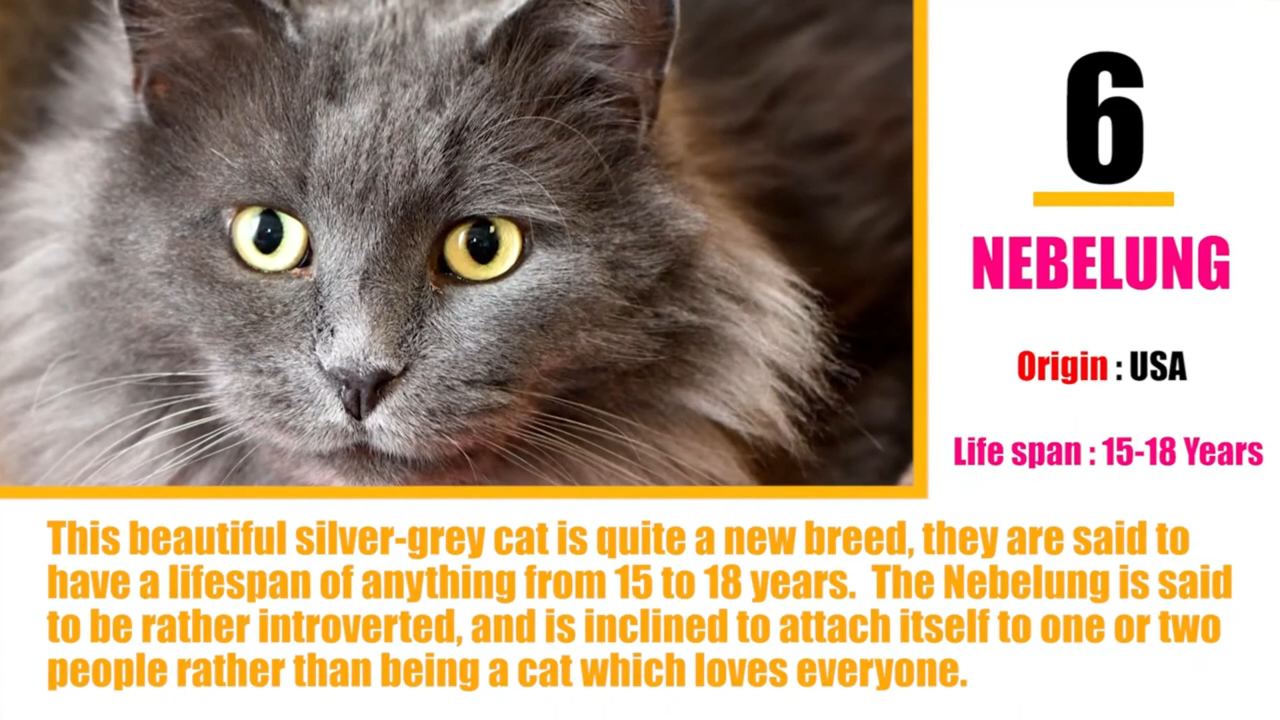 6
NEBELUNG
Origin : USA
Life span : 15-18 Years
This beautiful silver-grey cat is quite a new breed, they are said to
have a lifespan of anything from 15 to 18 years.  The Nebelung is said
to be rather introverted, and is inclined to attach itself to one or two
people rather than being a cat which loves everyone.